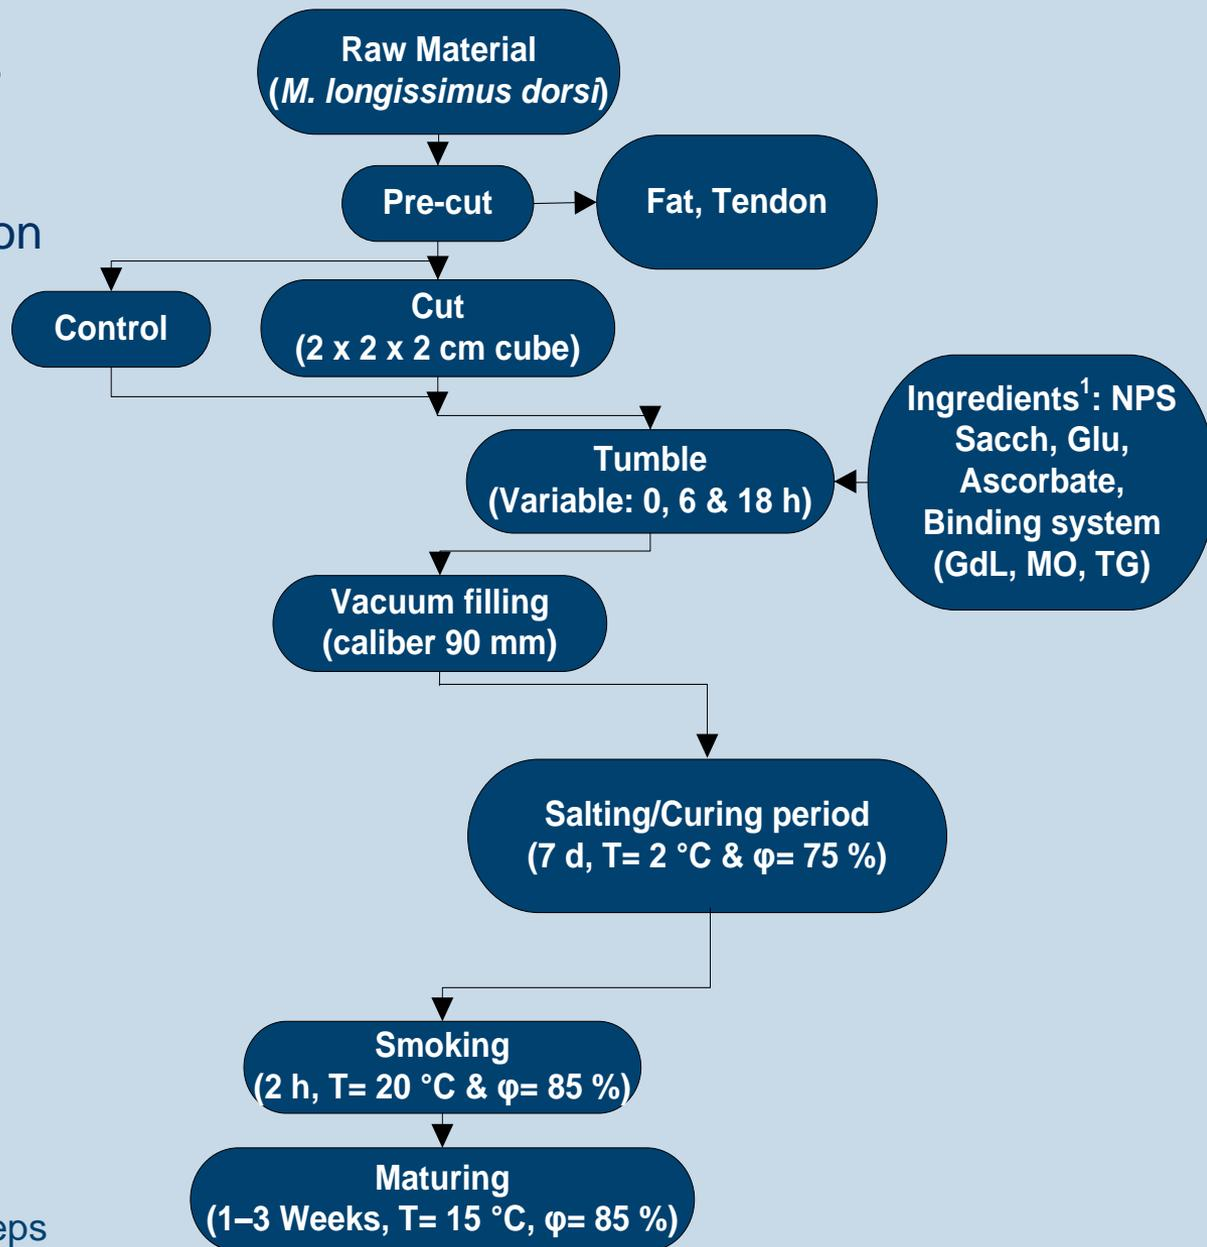 Raw Material
(M. longissimus dorsi)
Pre-cut
Fat, Tendon
on
Control
Cut
(2 x 2 x 2 cm cube)
Ingredients¹: NPS
Sacch, Glu,
Ascorbate,
Binding system
(GdL, MO, TG)
Tumble
(Variable: 0, 6 & 18 h)
Vacuum filling
(caliber 90 mm)
Salting/Curing period
(7 d, T= 2 °C & φ= 75 %)
Smoking
(2 h, T= 20 °C & φ= 85 %)
Maturing
(1–3 Weeks, T= 15 °C, φ= 85 %)
eps